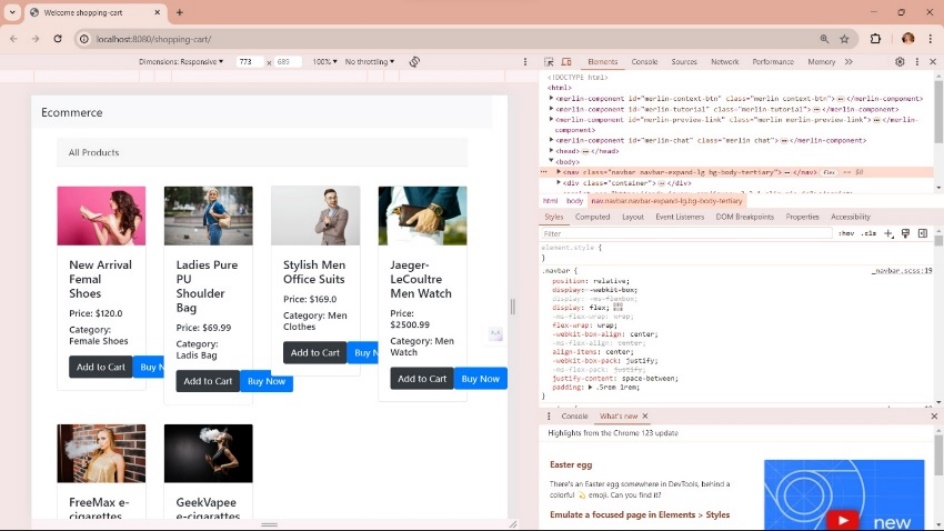 Welcome shopping-cart
localhost:8080/shopping-cart/
Dimensions: Responsive 773 × 689 100% No throttling
Elements Console Sources Network Performance Memory
Ecommerce
All Products
New Arrival
Femal
Shoes
Price: $120.0
Category:
Female Shoes
Add to Cart Buy N
Ladies Pure
PU
Shoulder
Bag
Price: $69.99
Category:
Ladis Bag
Add to Cart Buy Now
Stylish Men
Office Suits
Price: $169.0
Category: Men
Clothes
Add to Cart Buy N
Jaeger-
LeCoultre
Men Watch
Price:
$2500.99
Category: Men
Watch
Add to Cart Buy Now
FreeMax e-
cigarettes
GeekVapee
e-cigarattes
<!DOCTYPE html>
<html>
<merlin-component id="merlin-context-btn" class="merlin context-btn"></merlin-component>
<merlin-component id="merlin-tutorial" class="merlin-tutorial"></merlin-component>
<merlin-component id="merlin-preview-link" class="merlin merlin-preview-link"></merlin-
component>
<merlin-component id="merlin-chat" class="merlin chat"></merlin-component>
<head></head>
<body>
<nav class="navbar navbar-expand-lg bg-body-tertiary"></nav> flex == $0
<div class="container"></div>
html body nav.navbar.navbar-expand-lg.bg-body-tertiary
Styles Computed Layout Event Listeners DOM Breakpoints Properties Accessibility
Filter :hov .cls
element.style {
}
.navbar { _navbar.scss:19
position: relative;
display: -webkit-box;
display: -ms-flexbox;
display: flex;
-ms-flex-wrap: wrap;
flex-wrap: wrap;
-webkit-box-align: center;
-ms-flex-align: center;
align-items: center;
-webkit-box-pack: justify;
-ms-flex-pack: justify;
justify-content: space-between;
padding: .5rem 1rem;
}
Console What's new
Highlights from the Chrome 123 update
Easter egg
There's an Easter egg somewhere in DevTools, behind a
colorful 💫 emoji. Can you find it?
Emulate a focused page in Elements > Styles
new